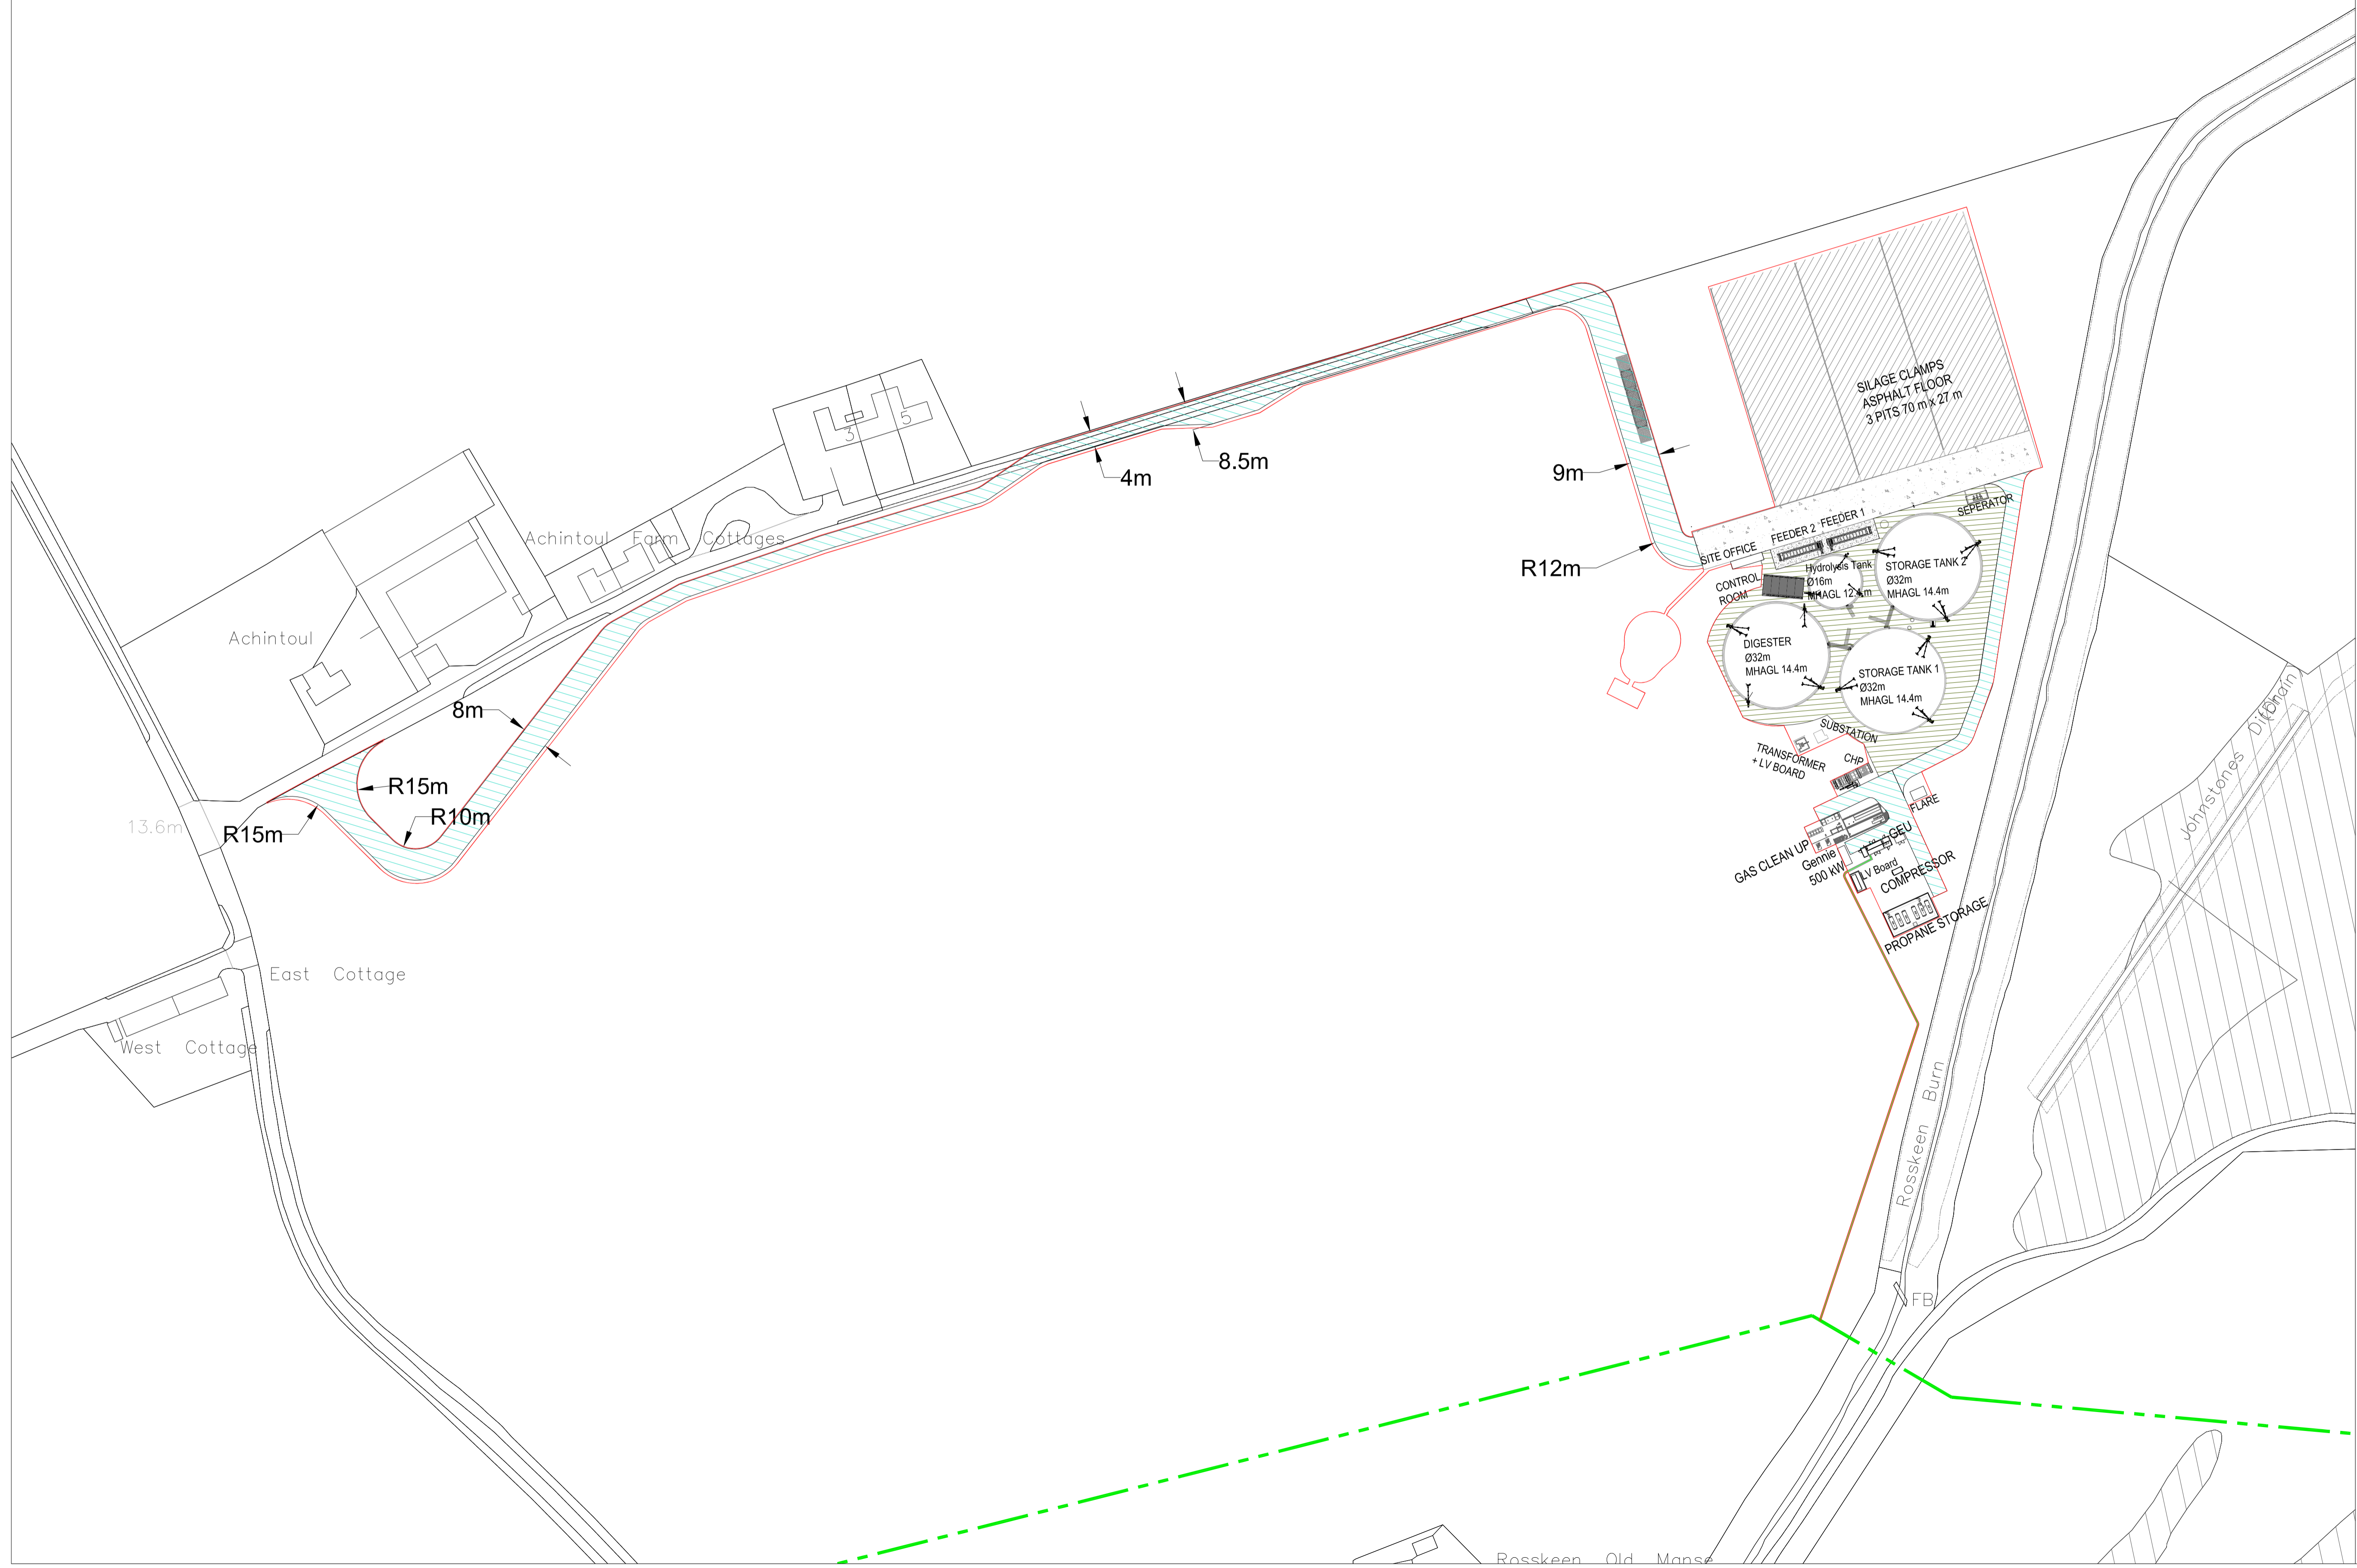 SILAGE CLAMPS
ASPHALT FLOOR
3 PITS 70 m x 27 m
3
5
8.5m
4m
9m
R12m
SEPERATOR
FEEDER 2 FEEDER 1
SITE OFFICE
Achintoul Farm Cottages
Hydrolysis Tank
Ø16m
MHAGL 12.4m
STORAGE TANK 2
Ø32m
MHAGL 14.4m
CONTROL
ROOM
Achintoul
DIGESTER
Ø32m
MHAGL 14.4m
STORAGE TANK 1
Ø32m
MHAGL 14.4m
8m
SUBSTATION
TRANSFORMER
+ LV BOARD
CHP
Johnstones Ditch
(Drain)
R15m
R10m
R15m
13.6m
FLARE
GEU
GAS CLEAN UP
Gennie
500 kW
LV Board
COMPRESSOR
PROPANE STORAGE
East Cottage
West Cottage
Rosskeen Burn
FB
Rosskeen Old Manse